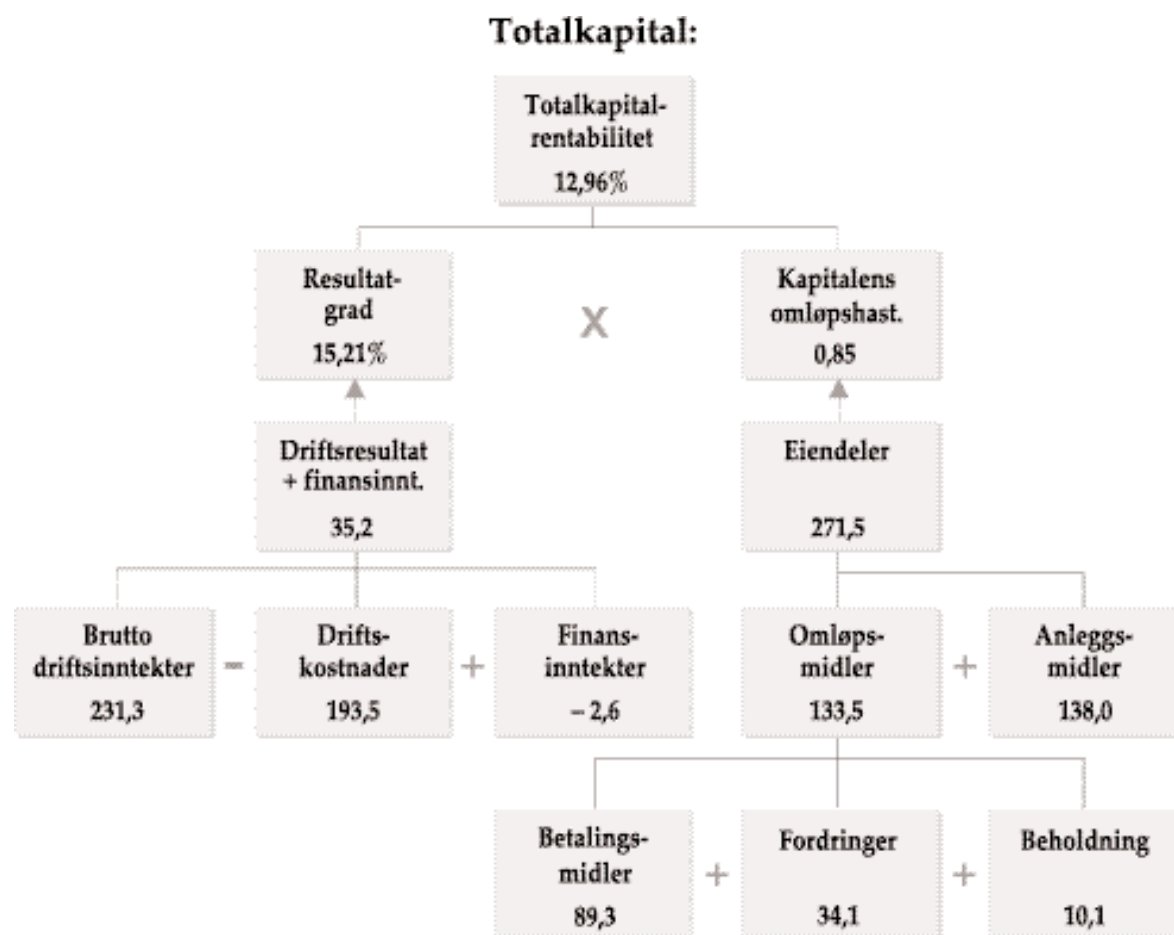 Totalkapital:
Totalkapital-
rentabilitet
12,96%
Resultat-
grad
15,21%
X
Kapitalens
omløpshast.
0,85
Driftsresultat
+ finansinnt.
35,2
Eiendeler
271,5
Brutto
driftsinntekter
231,3
–
Drifts-
kostnader
193,5
+
Finans-
inntekter
– 2,6
Omløps-
midler
133,5
+
Anleggs-
midler
138,0
Betalings-
midler
89,3
+
Fordringer
34,1
+
Beholdning
10,1